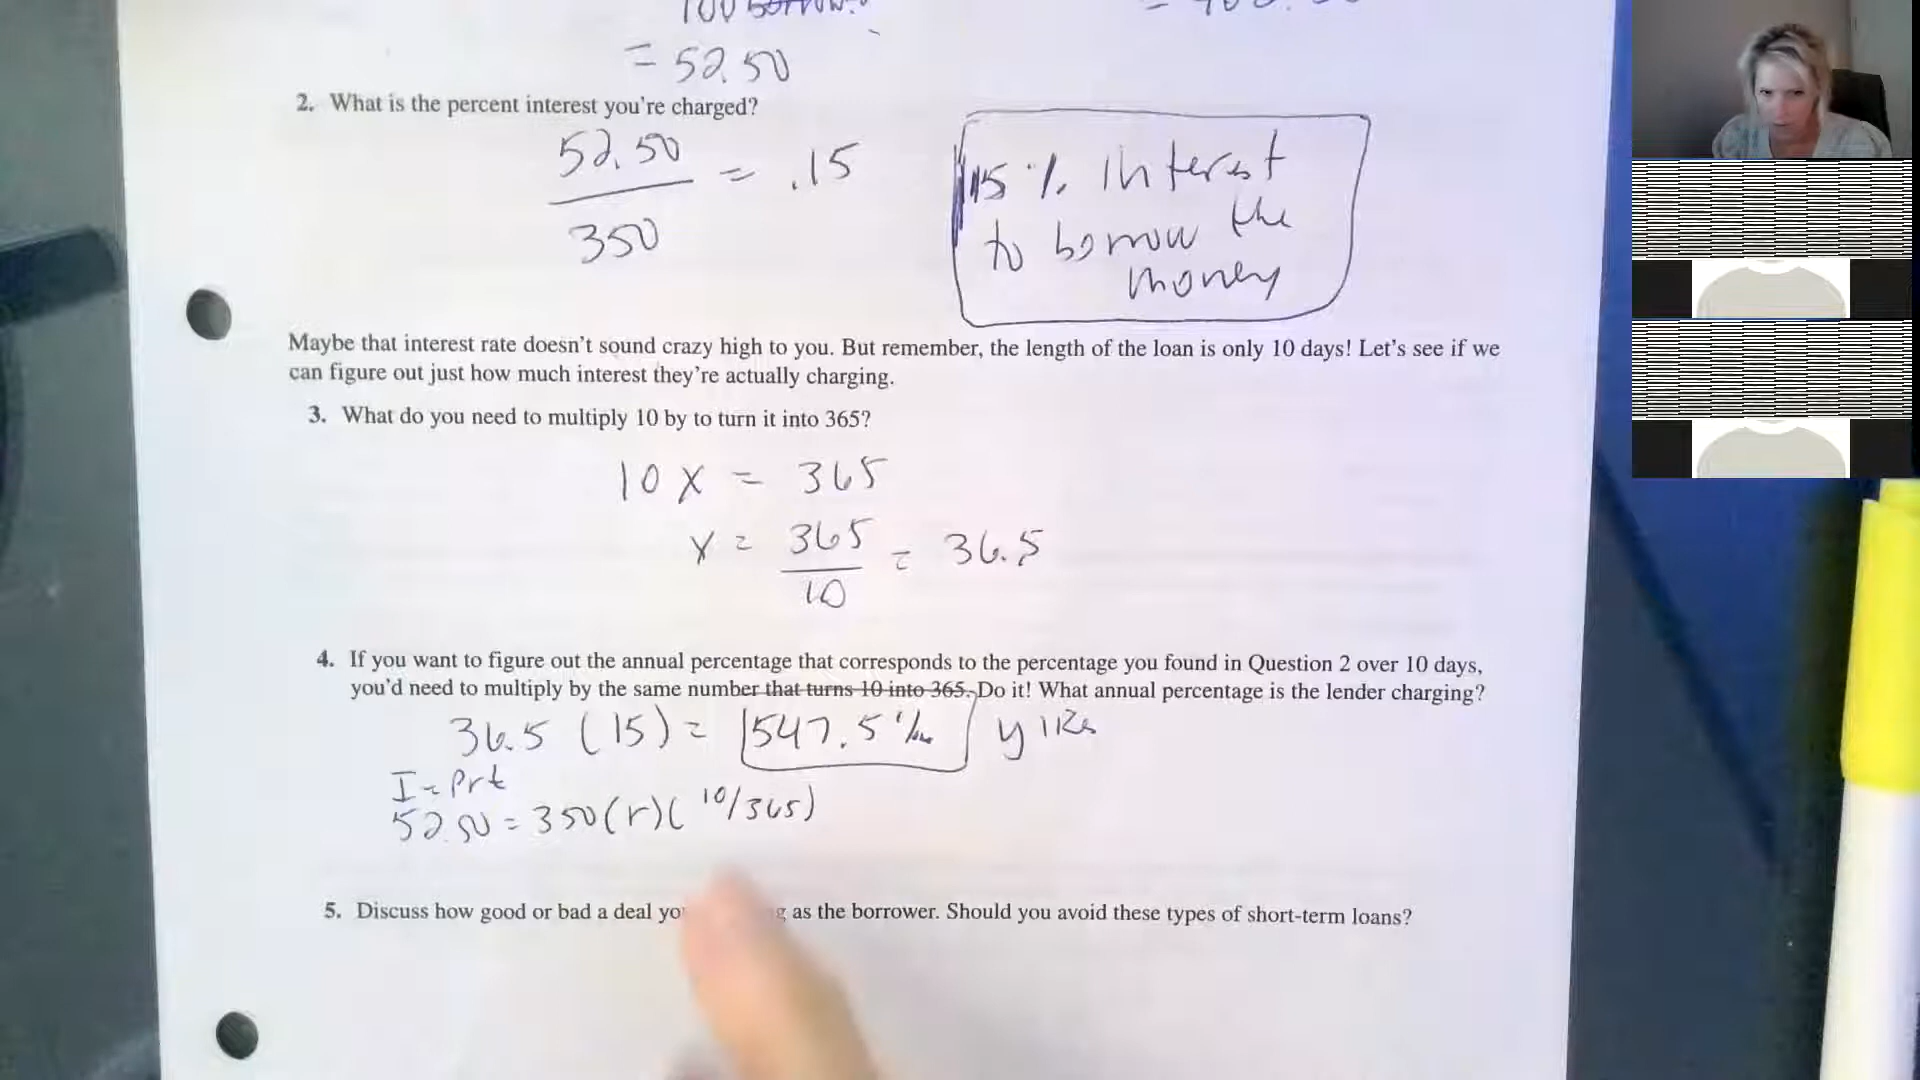 100 borrow
= 52.50
2. What is the percent interest you're charged?
52.50
350
= .15
15 % interest
to borrow the
money
Maybe that interest rate doesn't sound crazy high to you. But remember, the length of the loan is only 10 days! Let's see if we
can figure out just how much interest they're actually charging.
3. What do you need to multiply 10 by to turn it into 365?
10 x = 365
x = 365
10
= 36.5
4. If you want to figure out the annual percentage that corresponds to the percentage you found in Question 2 over 10 days,
you'd need to multiply by the same number that turns 10 into 365. Do it! What annual percentage is the lender charging?
36.5 (15) = 547.5% yikes
I = Prt
52.50 = 350(r)(10/365)
5. Discuss how good or bad a deal as the borrower. Should you avoid these types of short-term loans?